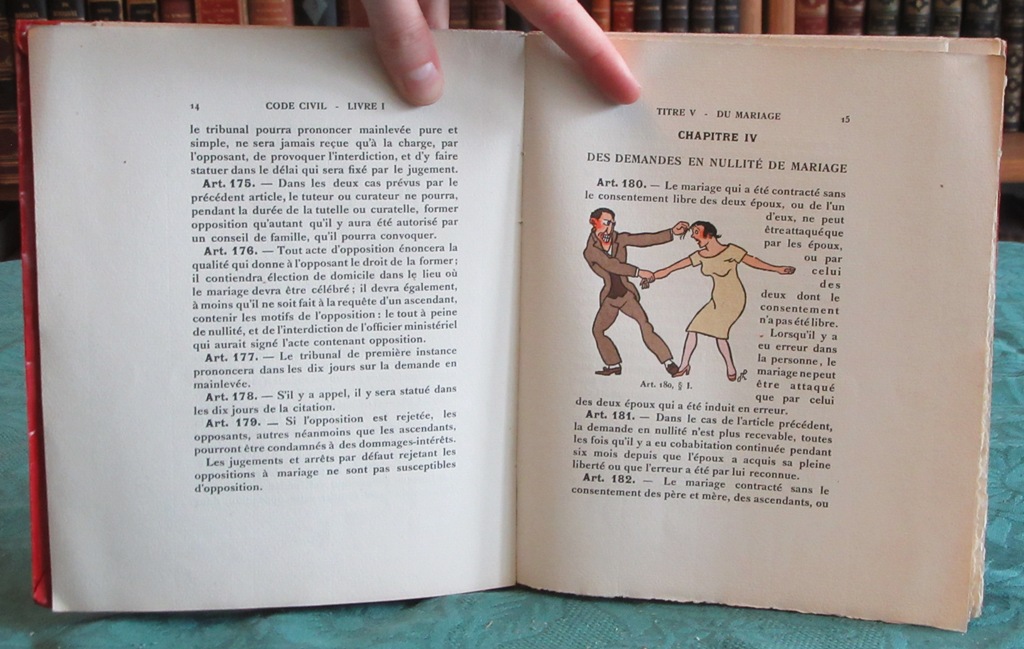 14 CODE CIVIL - LIVRE I
le tribunal pourra prononcer mainlevée pure et
simple, ne sera jamais reçue qu'à la charge, par
l'opposant, de provoquer l'interdiction, et d'y faire
statuer dans le délai qui sera fixé par le jugement.
Art. 175. — Dans les deux cas prévus par le
précédent article, le tuteur ou curateur ne pourra,
pendant la durée de la tutelle ou curatelle, former
opposition qu'autant qu'il y aura été autorisé par
un conseil de famille, qu'il pourra convoquer.
Art. 176. — Tout acte d'opposition énoncera la
qualité qui donne à l'opposant le droit de la former ;
il contiendra élection de domicile dans le lieu où
le mariage devra être célébré ; il devra également,
à moins qu'il ne soit fait à la requête d'un ascendant,
contenir les motifs de l'opposition : le tout à peine
de nullité, et de l'interdiction de l'officier ministériel
qui aurait signé l'acte contenant opposition.
Art. 177. — Le tribunal de première instance
prononcera dans les dix jours sur la demande en
mainlevée.
Art. 178. — S'il y a appel, il y sera statué dans
les dix jours de la citation.
Art. 179. — Si l'opposition est rejetée, les
opposants, autres néanmoins que les ascendants,
pourront être condamnés à des dommages-intérêts.
Les jugements et arrêts par défaut rejetant les
oppositions à mariage ne sont pas susceptibles
d'opposition.
TITRE V - DU MARIAGE 15
CHAPITRE IV
DES DEMANDES EN NULLITÉ DE MARIAGE
Art. 180. — Le mariage qui a été contracté sans
le consentement libre des deux époux, ou de l'un
d'eux, ne peut
être attaqué que
par les époux,
ou par
celui
des
deux dont le
consentement
n'a pas été libre.
Lorsqu'il y a
eu erreur dans
la personne, le
mariage ne peut
être attaqué
que par celui
Art. 180, § 1.
des deux époux qui a été induit en erreur.
Art. 181. — Dans le cas de l'article précédent,
la demande en nullité n'est plus recevable, toutes
les fois qu'il y a eu cohabitation continuée pendant
six mois depuis que l'époux a acquis sa pleine
liberté ou que l'erreur a été par lui reconnue.
Art. 182. — Le mariage contracté sans le
consentement des père et mère, des ascendants, ou